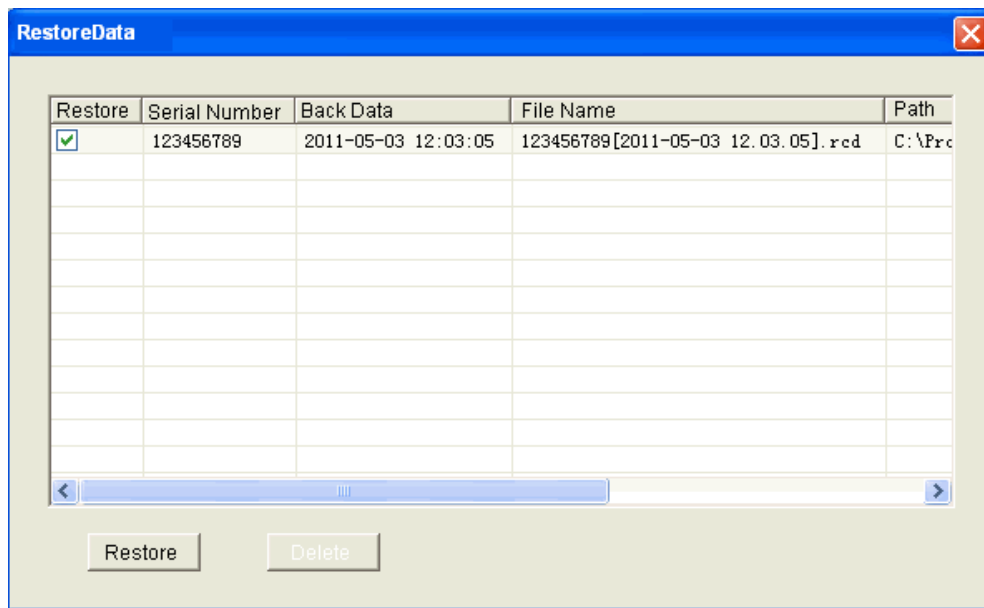 RestoreData
Restore Serial Number Back Data File Name Path
123456789 2011-05-03 12:03:05 123456789[2011-05-03 12.03.05].rcd C:\Pro
Restore Delete